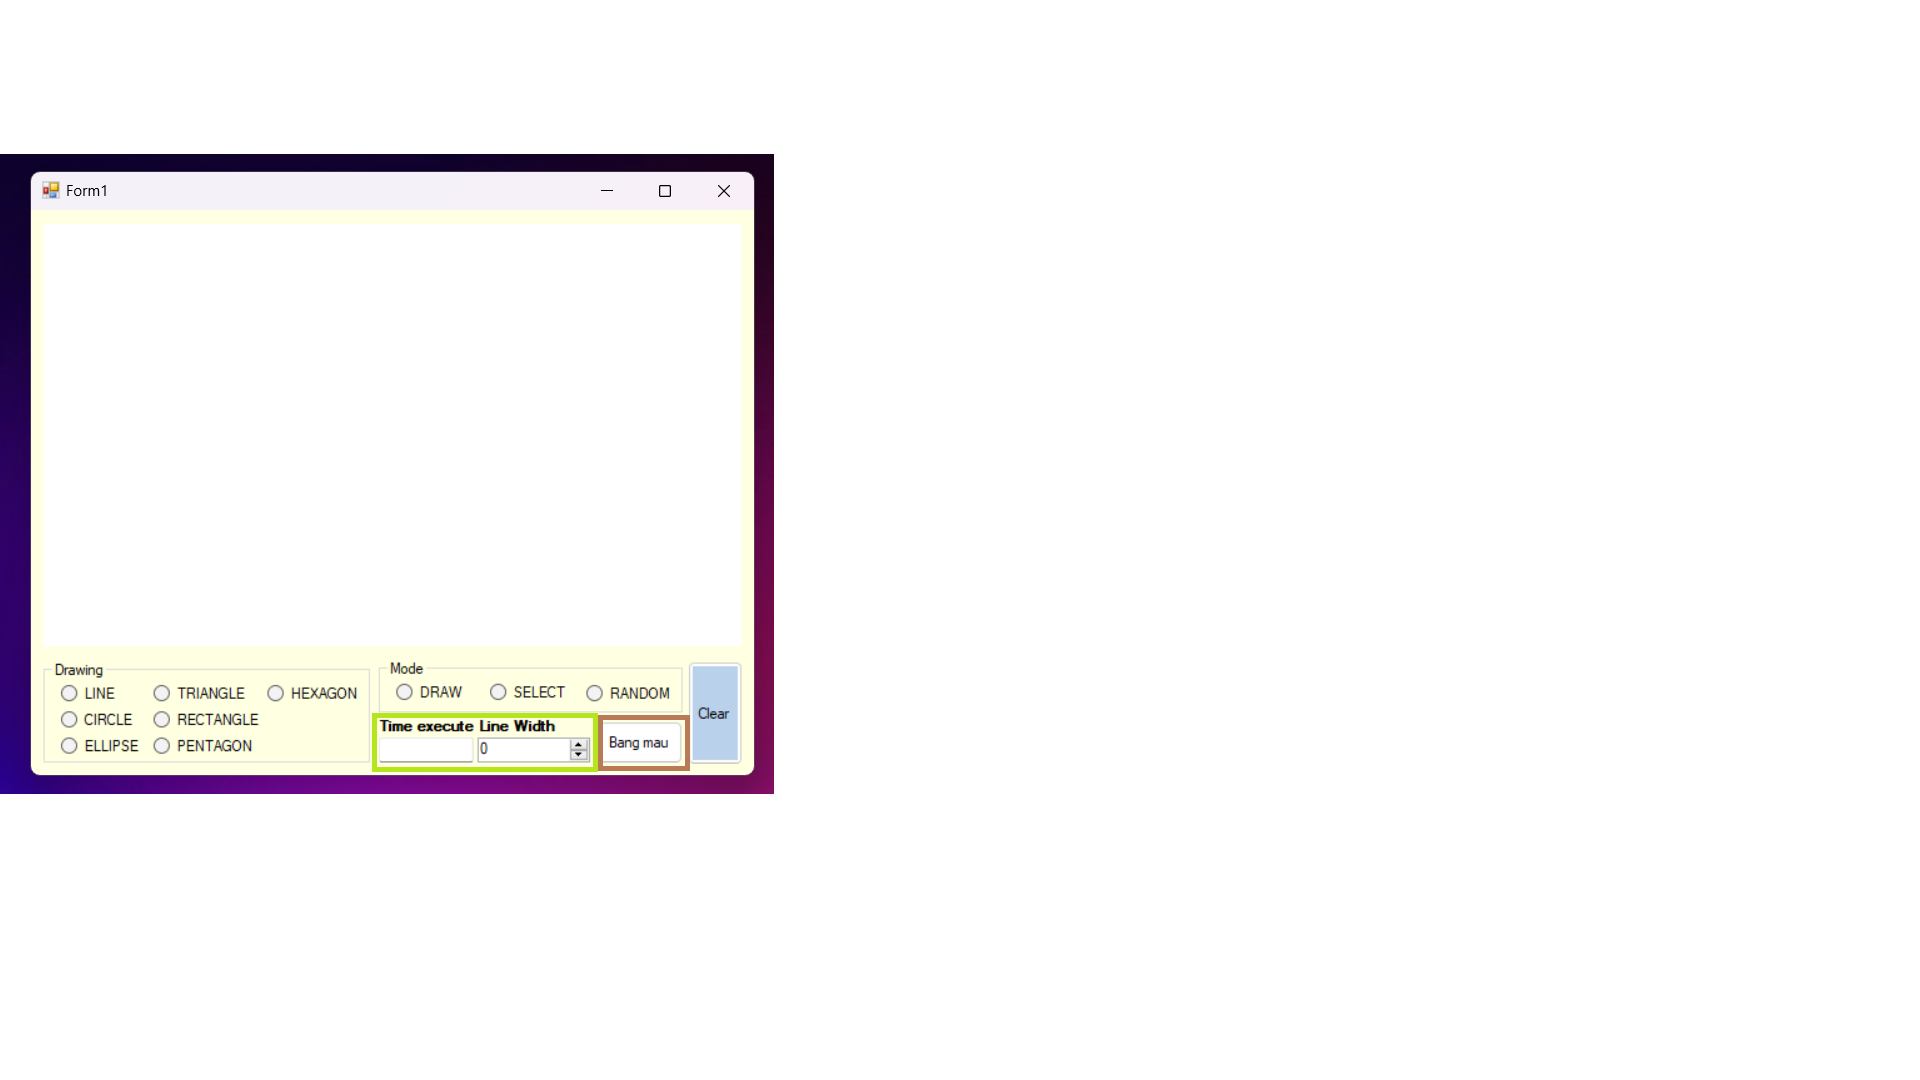 Form1
Drawing
LINE TRIANGLE HEXAGON
CIRCLE RECTANGLE
ELLIPSE PENTAGON
Mode
DRAW SELECT RANDOM
Time execute Line Width
0
Bang mau
Clear